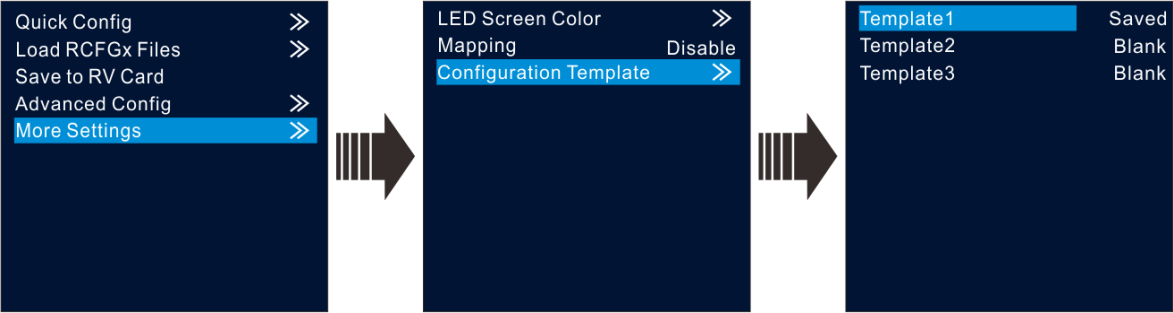 Quick Config
Load RCFGx Files
Save to RV Card
Advanced Config
More Settings
LED Screen Color
Mapping Disable
Configuration Template
Template1 Saved
Template2 Blank
Template3 Blank